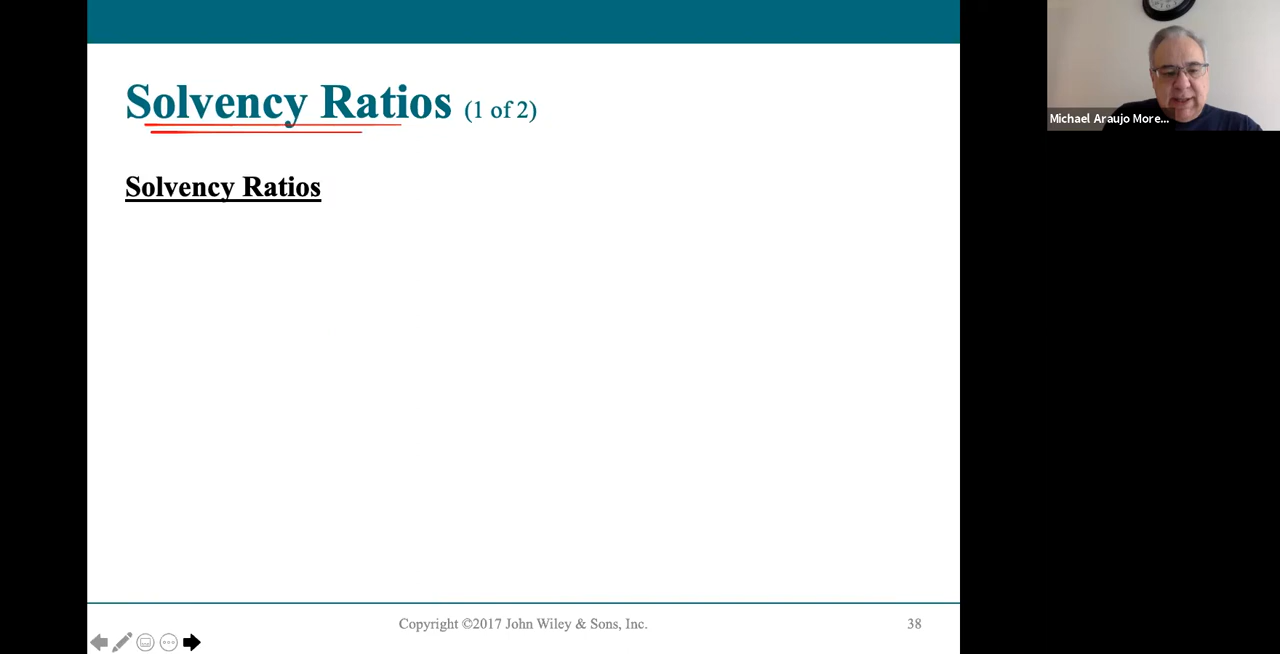 Solvency Ratios (1 of 2)
Michael Araujo More...
Solvency Ratios
Copyright ©2017 John Wiley & Sons, Inc.
38